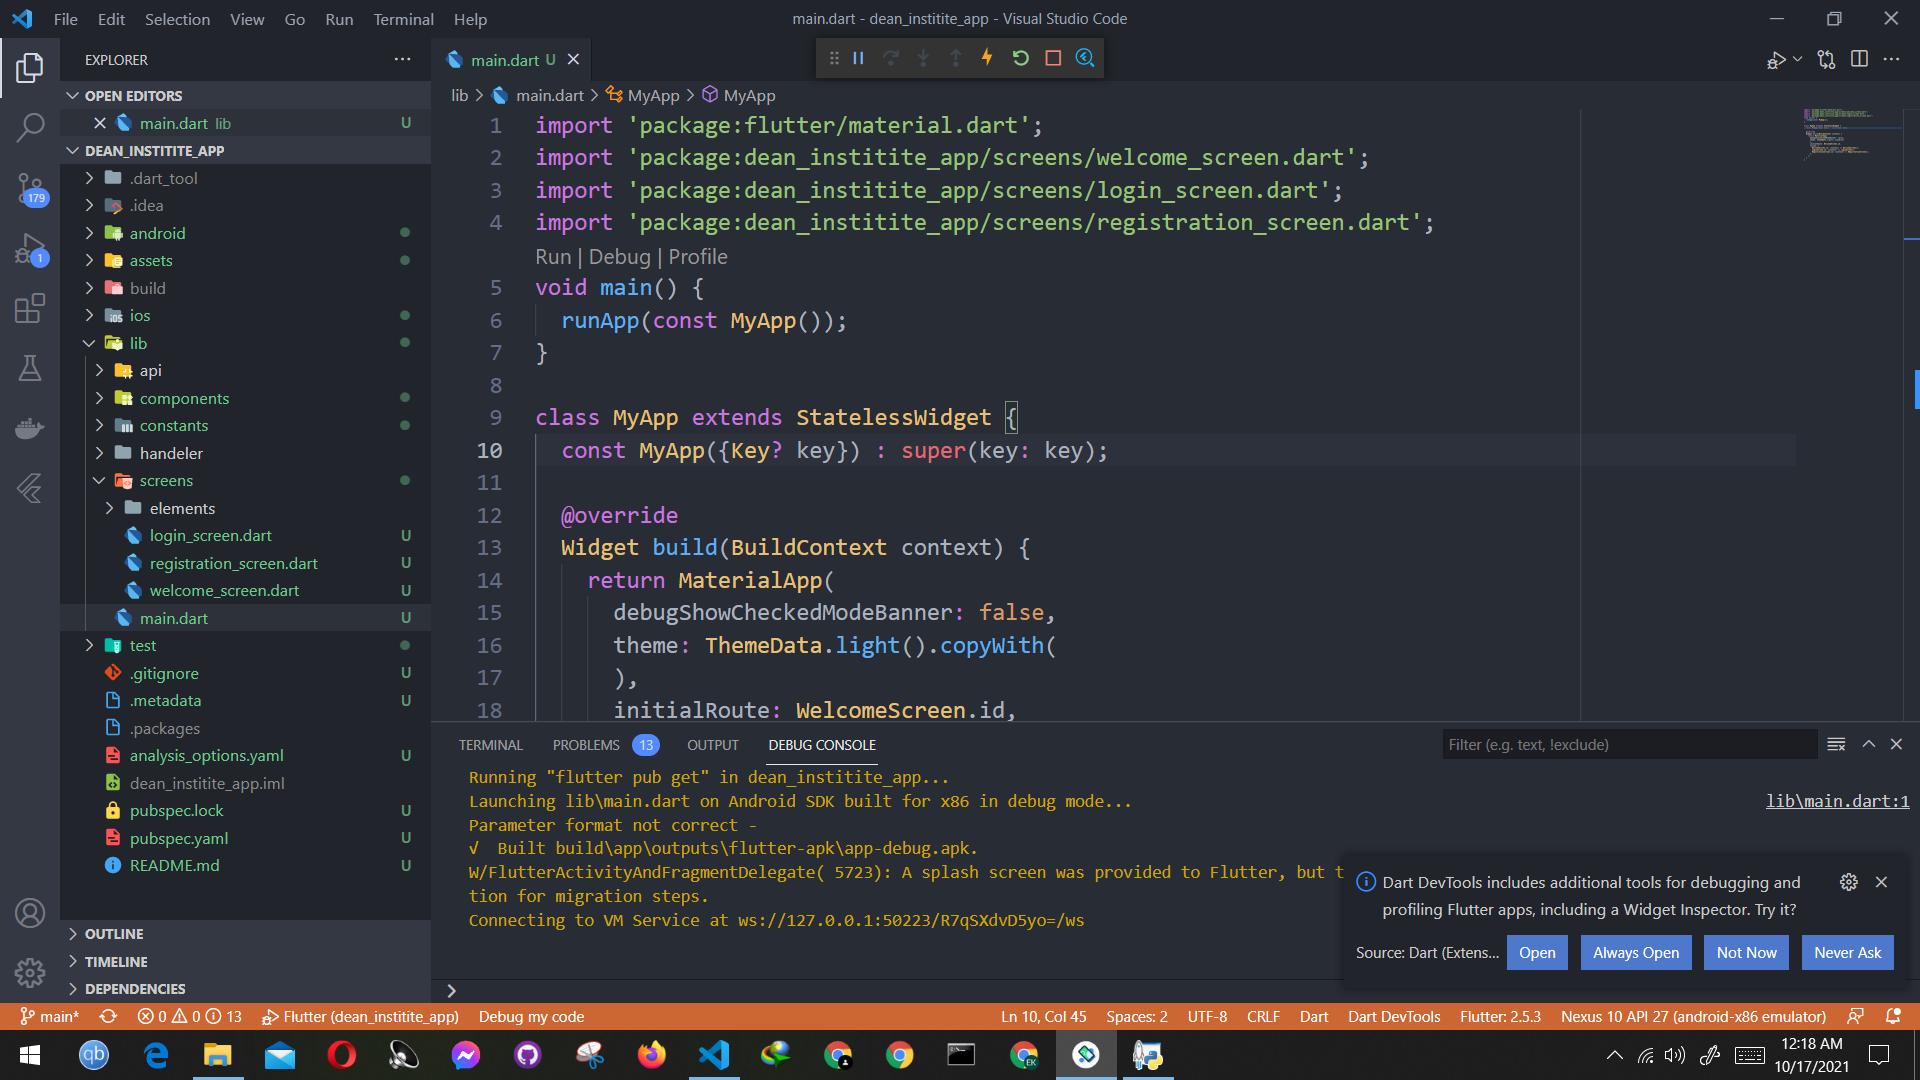 File Edit Selection View Go Run Terminal Help
main.dart - dean_institite_app - Visual Studio Code
EXPLORER
OPEN EDITORS
main.dart lib U
DEAN_INSTITITE_APP
.dart_tool
.idea
android
assets
build
ios
lib
api
components
constants
handeler
screens
elements
login_screen.dart U
registration_screen.dart U
welcome_screen.dart U
main.dart U
test
.gitignore U
.metadata U
.packages
analysis_options.yaml U
dean_institite_app.iml
pubspec.lock U
pubspec.yaml U
README.md U
OUTLINE
TIMELINE
DEPENDENCIES
179
1
main.dart U
lib > main.dart > MyApp > MyApp
1 import 'package:flutter/material.dart';
2 import 'package:dean_institite_app/screens/welcome_screen.dart';
3 import 'package:dean_institite_app/screens/login_screen.dart';
4 import 'package:dean_institite_app/screens/registration_screen.dart';
Run | Debug | Profile
5 void main() {
6 runApp(const MyApp());
7 }
8
9 class MyApp extends StatelessWidget {
10 const MyApp({Key? key}) : super(key: key);
11
12 @override
13 Widget build(BuildContext context) {
14 return MaterialApp(
15 debugShowCheckedModeBanner: false,
16 theme: ThemeData.light().copyWith(
17 ),
18 initialRoute: WelcomeScreen.id,
TERMINAL PROBLEMS 13 OUTPUT DEBUG CONSOLE
Filter (e.g. text, !exclude)
Running "flutter pub get" in dean_institite_app...
Launching lib\main.dart on Android SDK built for x86 in debug mode...
lib\main.dart:1
Parameter format not correct -
√ Built build\app\outputs\flutter-apk\app-debug.apk.
W/FlutterActivityAndFragmentDelegate( 5723): A splash screen was provided to Flutter, but t
tion for migration steps.
Connecting to VM Service at ws://127.0.0.1:50223/R7qSXdvD5yo=/ws
Dart DevTools includes additional tools for debugging and
profiling Flutter apps, including a Widget Inspector. Try it?
Source: Dart (Extens... Open Always Open Not Now Never Ask
main* 0 0 13 Flutter (dean_institite_app) Debug my code
Ln 10, Col 45 Spaces: 2 UTF-8 CRLF Dart Dart DevTools Flutter: 2.5.3 Nexus 10 API 27 (android-x86 emulator)
qb
EK
12:18 AM
10/17/2021